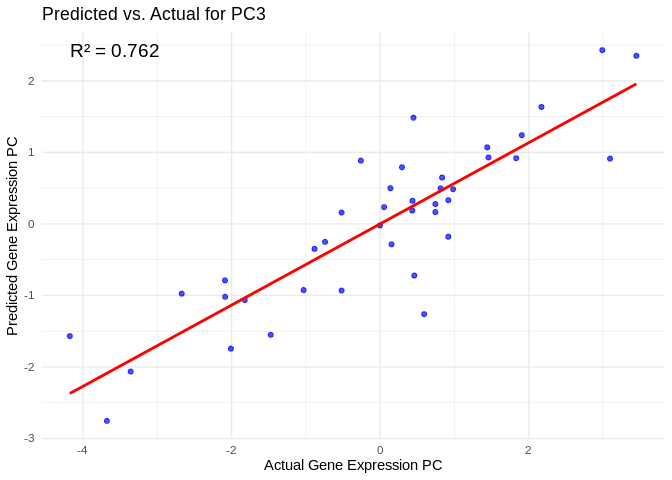 Predicted vs. Actual for PC3
R² = 0.762
Predicted Gene Expression PC
2
1
0
-1
-2
-3
-4
-2
0
2
Actual Gene Expression PC